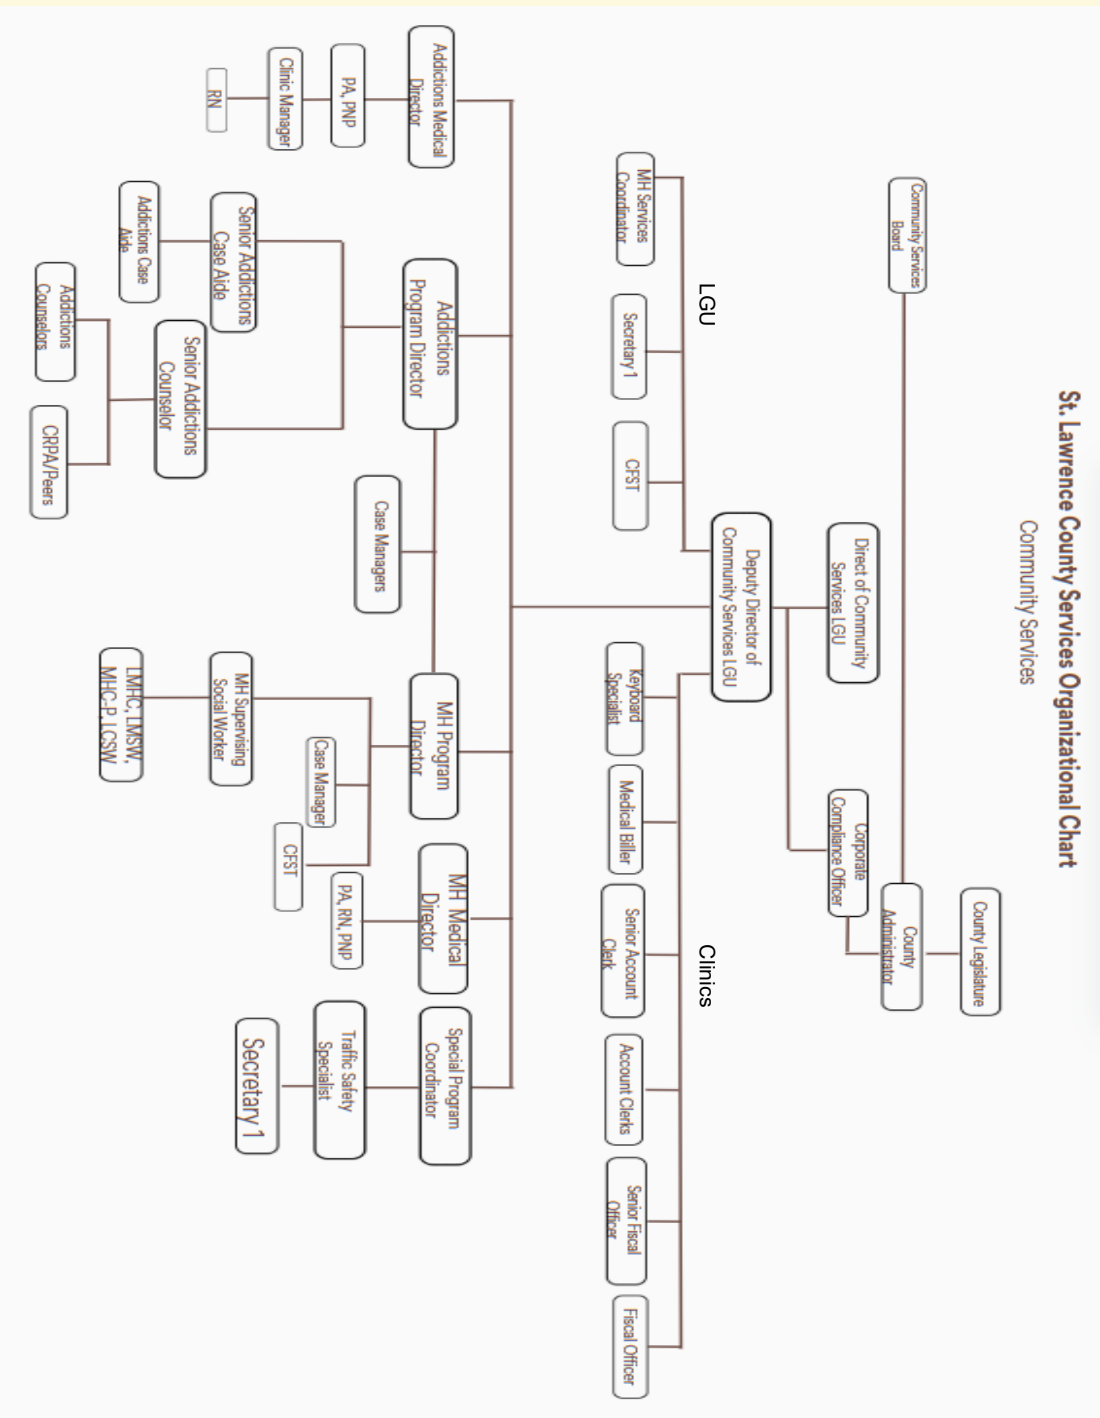 St. Lawrence County Services Organizational Chart
Community Services
County Legislature
Community Services
Board
County
Administrator
Direct of Community
Services LGU
Corporate
Compliance Officer
Deputy Director of
Community Services LGU
LGU
Clinics
MH Services
Coordinator
Secretary 1
CFST
Keyboard
Specialist
Medical Biller
Senior Account
Clerk
Account Clerks
Senior Fiscal
Officer
Fiscal Officer
Addictions Medical
Director
Addictions
Program Director
MH Program
Director
MH Medical
Director
Special Program
Coordinator
PA, PNP
Case Managers
PA, RN, PNP
Traffic Safety
Specialist
Clinic Manager
Case Manager
CFST
RN
Senior Addictions
Case Aide
MH Supervising
Social Worker
Secretary 1
Senior Addictions
Counselor
Addictions Case
Aide
LMHC, LMSW,
MHC-P, LCSW
Addictions
Counselors
CRPA/Peers